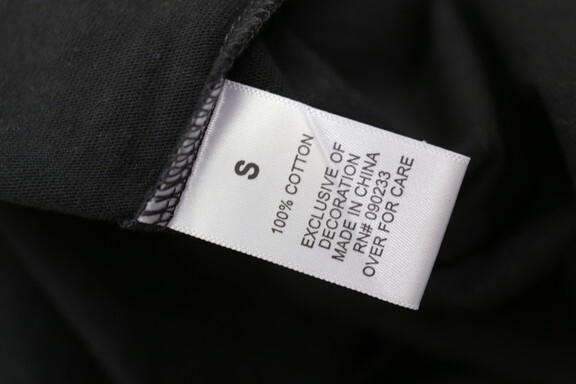 S
100% COTTON
EXCLUSIVE OF
DECORATION
MADE IN CHINA
RN# 090233
OVER FOR CARE